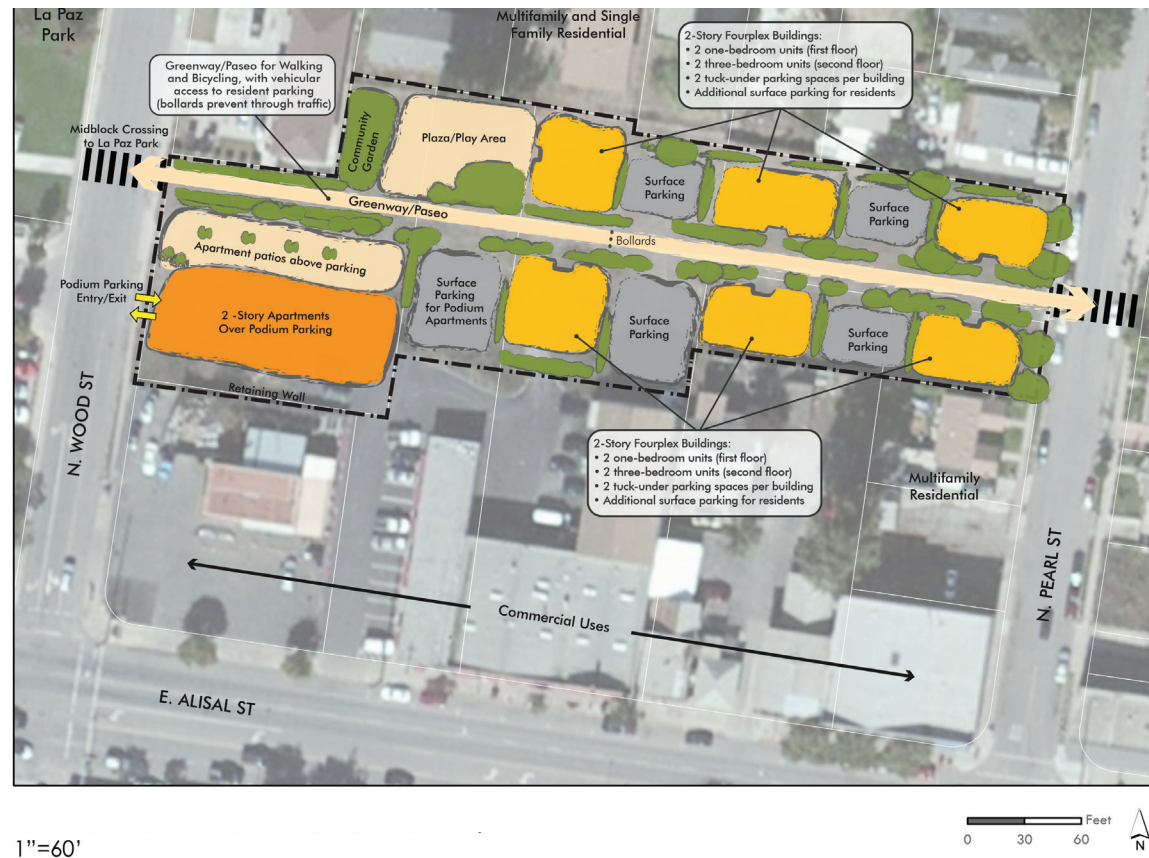 La Paz
Park
Multifamily and Single
Family Residential
2-Story Fourplex Buildings:
• 2 one-bedroom units (first floor)
• 2 three-bedroom units (second floor)
• 2 tuck-under parking spaces per building
• Additional surface parking for residents
Greenway/Paseo for Walking
and Bicycling, with vehicular
access to resident parking
(bollards prevent through traffic)
Midblock Crossing
to La Paz Park
Community
Garden
Plaza/Play Area
Surface
Parking
Surface
Parking
Greenway/Paseo
Bollards
Apartment patios above parking
Podium Parking
Entry/Exit
2 -Story Apartments
Over Podium Parking
Surface
Parking
for Podium
Apartments
Surface
Parking
Surface
Parking
Retaining Wall
N. WOOD ST
2-Story Fourplex Buildings:
• 2 one-bedroom units (first floor)
• 2 three-bedroom units (second floor)
• 2 tuck-under parking spaces per building
• Additional surface parking for residents
Multifamily
Residential
N. PEARL ST
Commercial Uses
E. ALISAL ST
1”=60’
Feet
0 30 60
N